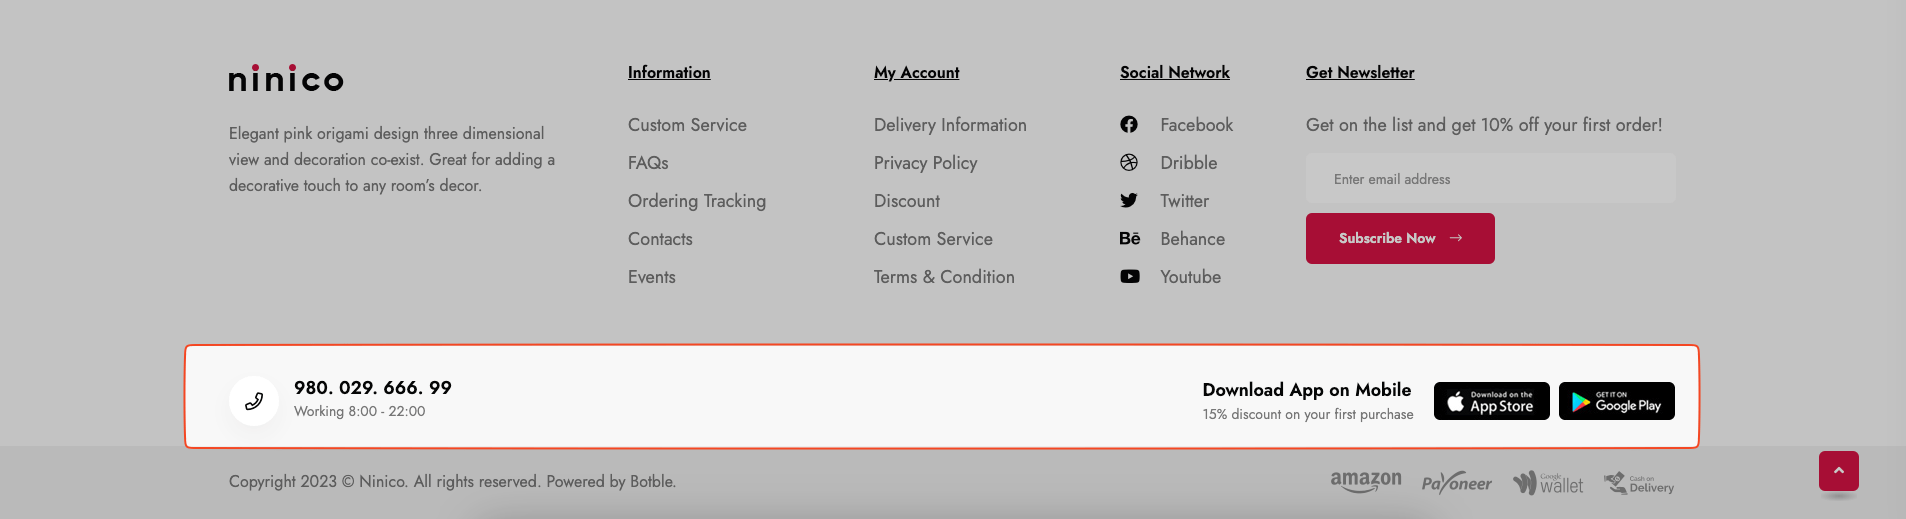 ninico
Elegant pink origami design three dimensional
view and decoration co-exist. Great for adding a
decorative touch to any room's decor.
Information
Custom Service
FAQs
Ordering Tracking
Contacts
Events
My Account
Delivery Information
Privacy Policy
Discount
Custom Service
Terms & Condition
Social Network
Facebook
Dribble
Twitter
Bē Behance
Youtube
Get Newsletter
Get on the list and get 10% off your first order!
Enter email address
Subscribe Now
980. 029. 666. 99
Working 8:00 - 22:00
Download App on Mobile
15% discount on your first purchase
Download on the
App Store
GET IT ON
Google Play
Copyright 2023 © Ninico. All rights reserved. Powered by Botble.
amazon
Payoneer
Google
wallet
Cash on
Delivery